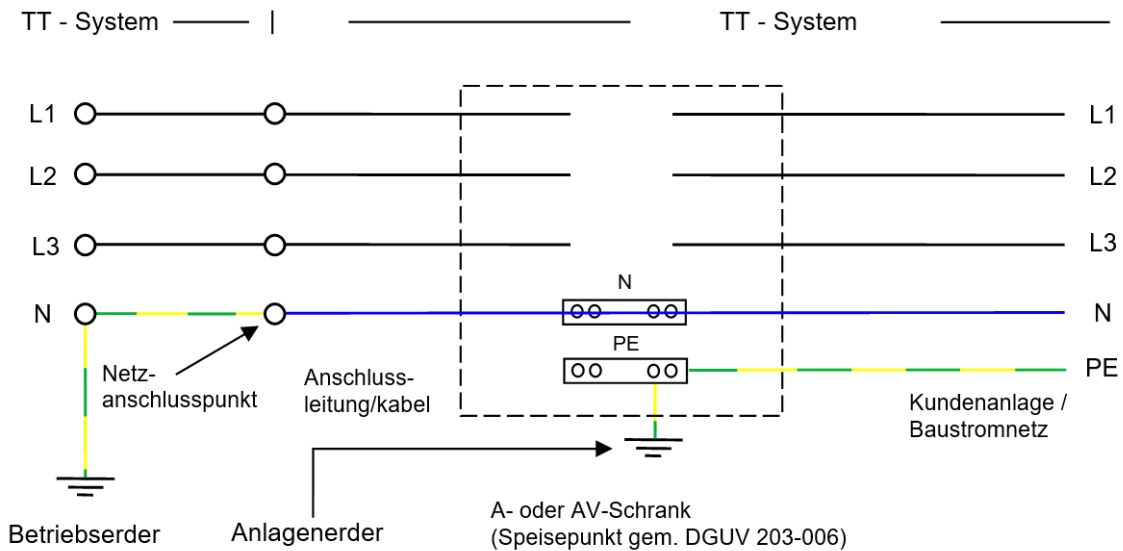 TT - System
TT - System
L1
L1
L2
L2
L3
L3
N
N
N
PE
PE
Netz-
anschlusspunkt
Anschluss-
leitung/kabel
Kundenanlage /
Baustromnetz
Betriebserder
Anlagenerder
A- oder AV-Schrank
(Speisepunkt gem. DGUV 203-006)